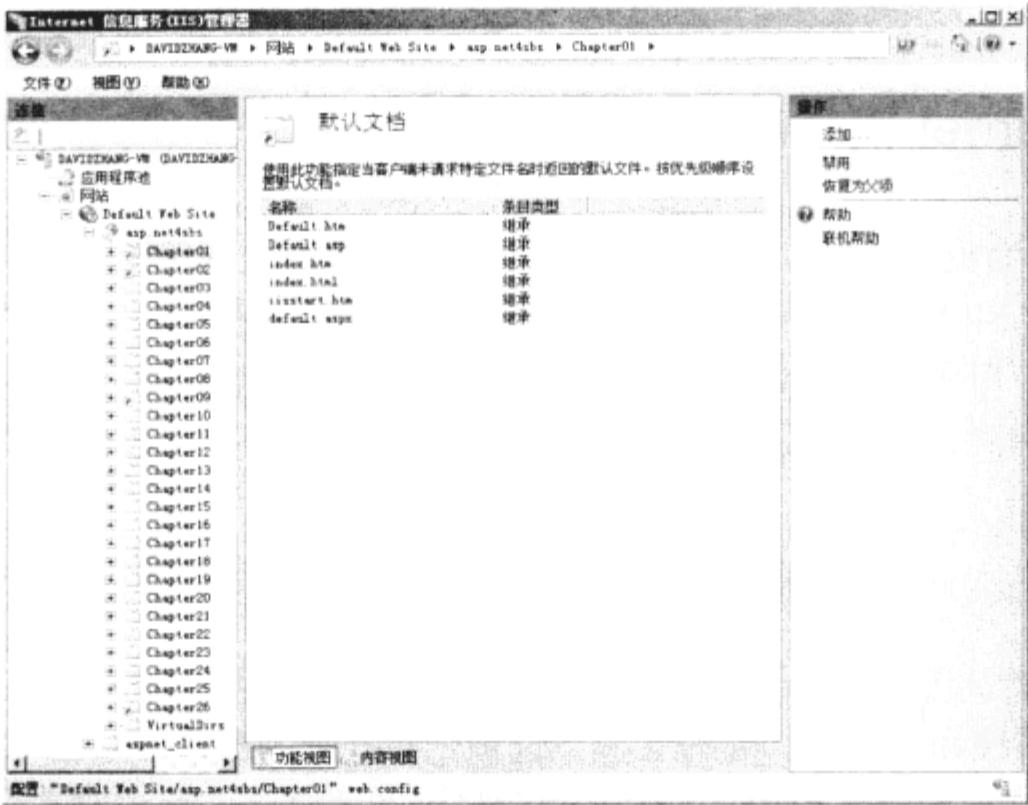 Internet 信息服务(IIS)管理器
DAVIDZHANG-VM ▸ 网站 ▸ Default Web Site ▸ asp.net4sbs ▸ Chapter01 ▸
文件(F) 视图(V) 帮助(H)
连接
DAVIDZHANG-VM (DAVIDZHANG-
应用程序池
网站
Default Web Site
asp.net4sbs
Chapter01
Chapter02
Chapter03
Chapter04
Chapter05
Chapter06
Chapter07
Chapter08
Chapter09
Chapter10
Chapter11
Chapter12
Chapter13
Chapter14
Chapter15
Chapter16
Chapter17
Chapter18
Chapter19
Chapter20
Chapter21
Chapter22
Chapter23
Chapter24
Chapter25
Chapter26
VirtualDirs
aspnet_client
默认文档
使用此功能指定当客户端未请求特定文件名时返回的默认文件。按优先级顺序设
置默认文档。
名称 条目类型
Default.htm 继承
Default.asp 继承
index.htm 继承
index.html 继承
iisstart.htm 继承
default.aspx 继承
功能视图 内容视图
操作
添加...
禁用
恢复为父项
帮助
联机帮助
配置:"Default Web Site/asp.net4sbs/Chapter01" web.config